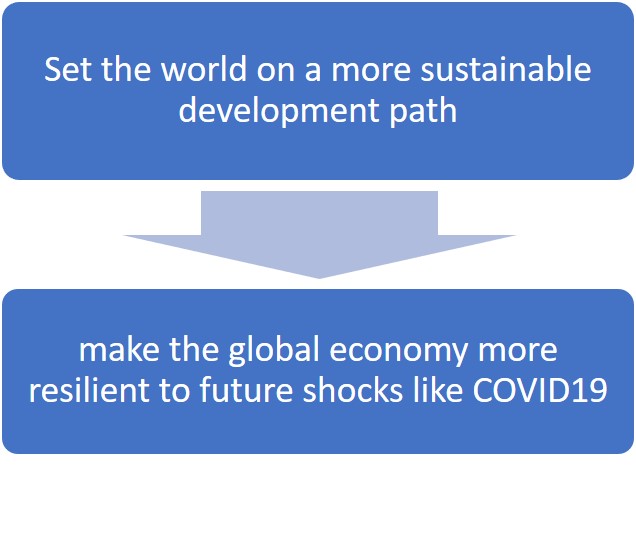 Set the world on a more sustainable
development path
make the global economy more
resilient to future shocks like COVID19